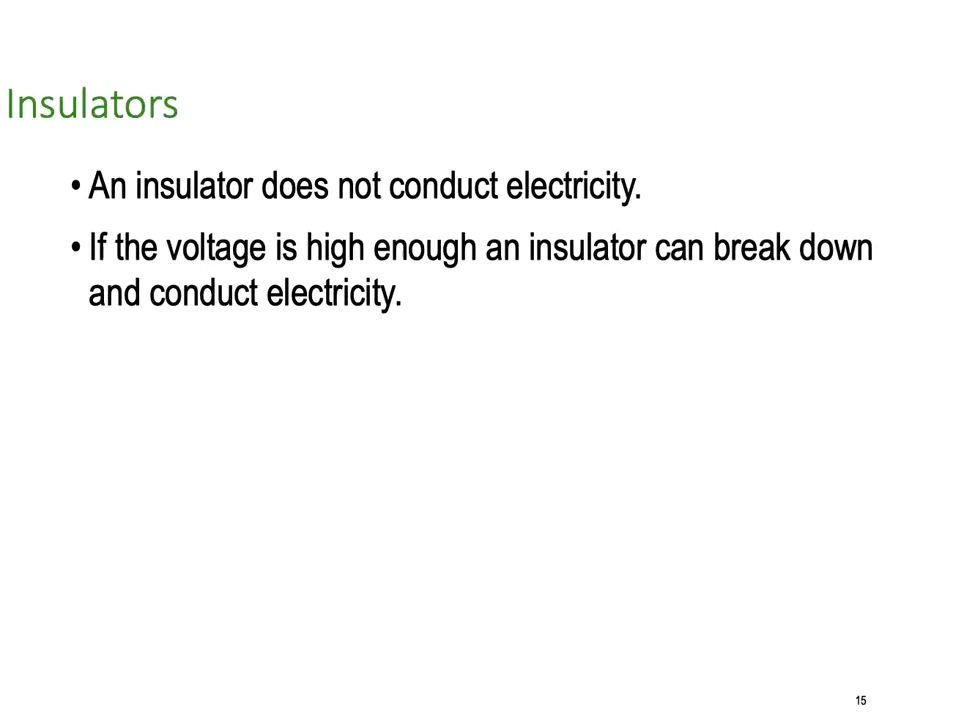 Insulators
• An insulator does not conduct electricity.
• If the voltage is high enough an insulator can break down
and conduct electricity.
15